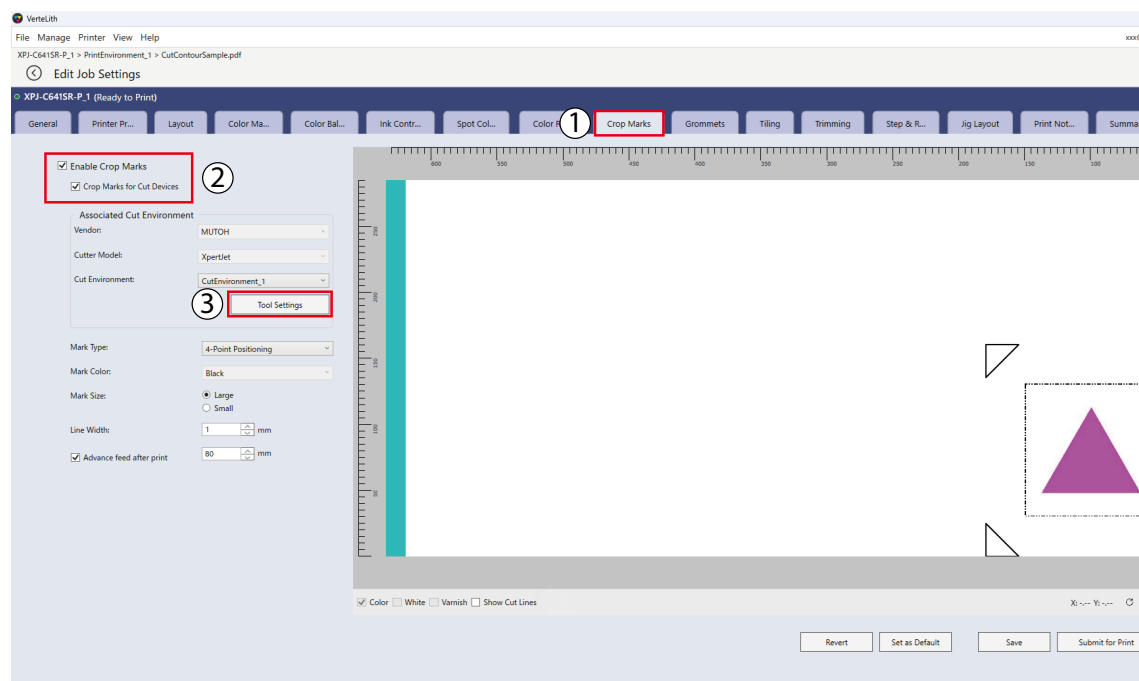 VerteLith
File Manage Printer View Help
XPJ-C641SR-P_1 > PrintEnvironment_1 > CutContourSample.pdf
Edit Job Settings
XPJ-C641SR-P_1 (Ready to Print)
General Printer Pr... Layout Color Ma... Color Bal... Ink Contr... Spot Col... Color 1 Crop Marks Grommets Tiling Trimming Step & R... Jig Layout Print Not... Summa
Enable Crop Marks
Crop Marks for Cut Devices
2
Associated Cut Environment
Vendor: MUTOH
Cutter Model: XpertJet
Cut Environment: CutEnvironment_1
3 Tool Settings
Mark Type: 4-Point Positioning
Mark Color: Black
Mark Size: Large
Small
Line Width: 1 mm
Advance feed after print 80 mm
600 550 500 450 400 350 300 250 200 150 100
250
200
150
100
50
Color White Varnish Show Cut Lines X: -.-- Y: -.--
Revert Set as Default Save Submit for Print